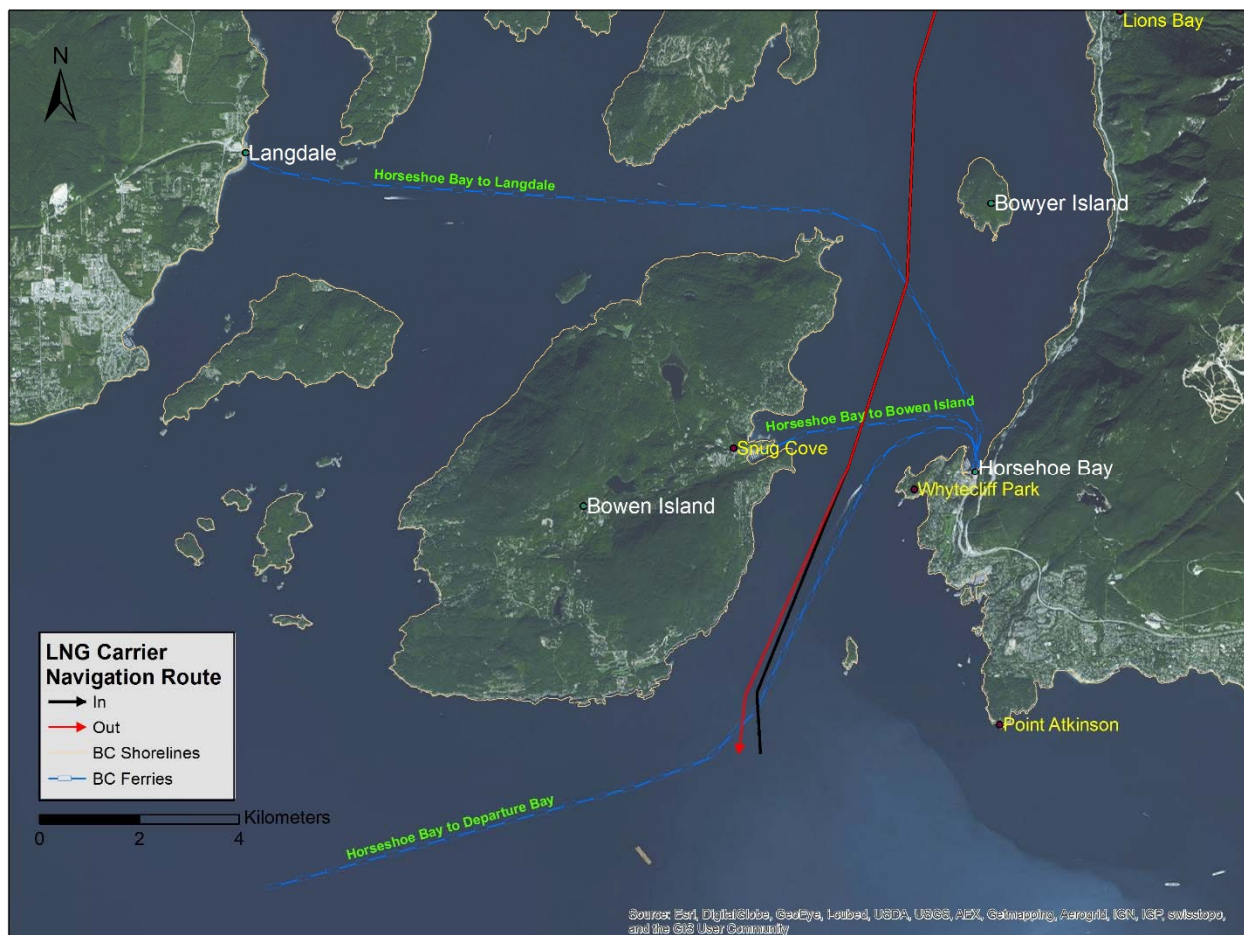 Lions Bay
N
Langdale
Horseshoe Bay to Langdale
Bowyer Island
Horseshoe Bay to Bowen Island
Snug Cove
Horsehoe Bay
Whytecliff Park
Bowen Island
LNG Carrier
Navigation Route
In
Out
BC Shorelines
BC Ferries
Point Atkinson
Kilometers
0 2 4
Horseshoe Bay to Departure Bay
Source: Esri, DigitalGlobe, GeoEye, i-cubed, USDA, USGS, AEX, Getmapping, Aerogrid, IGN, IGP, swisstopo,
and the GIS User Community